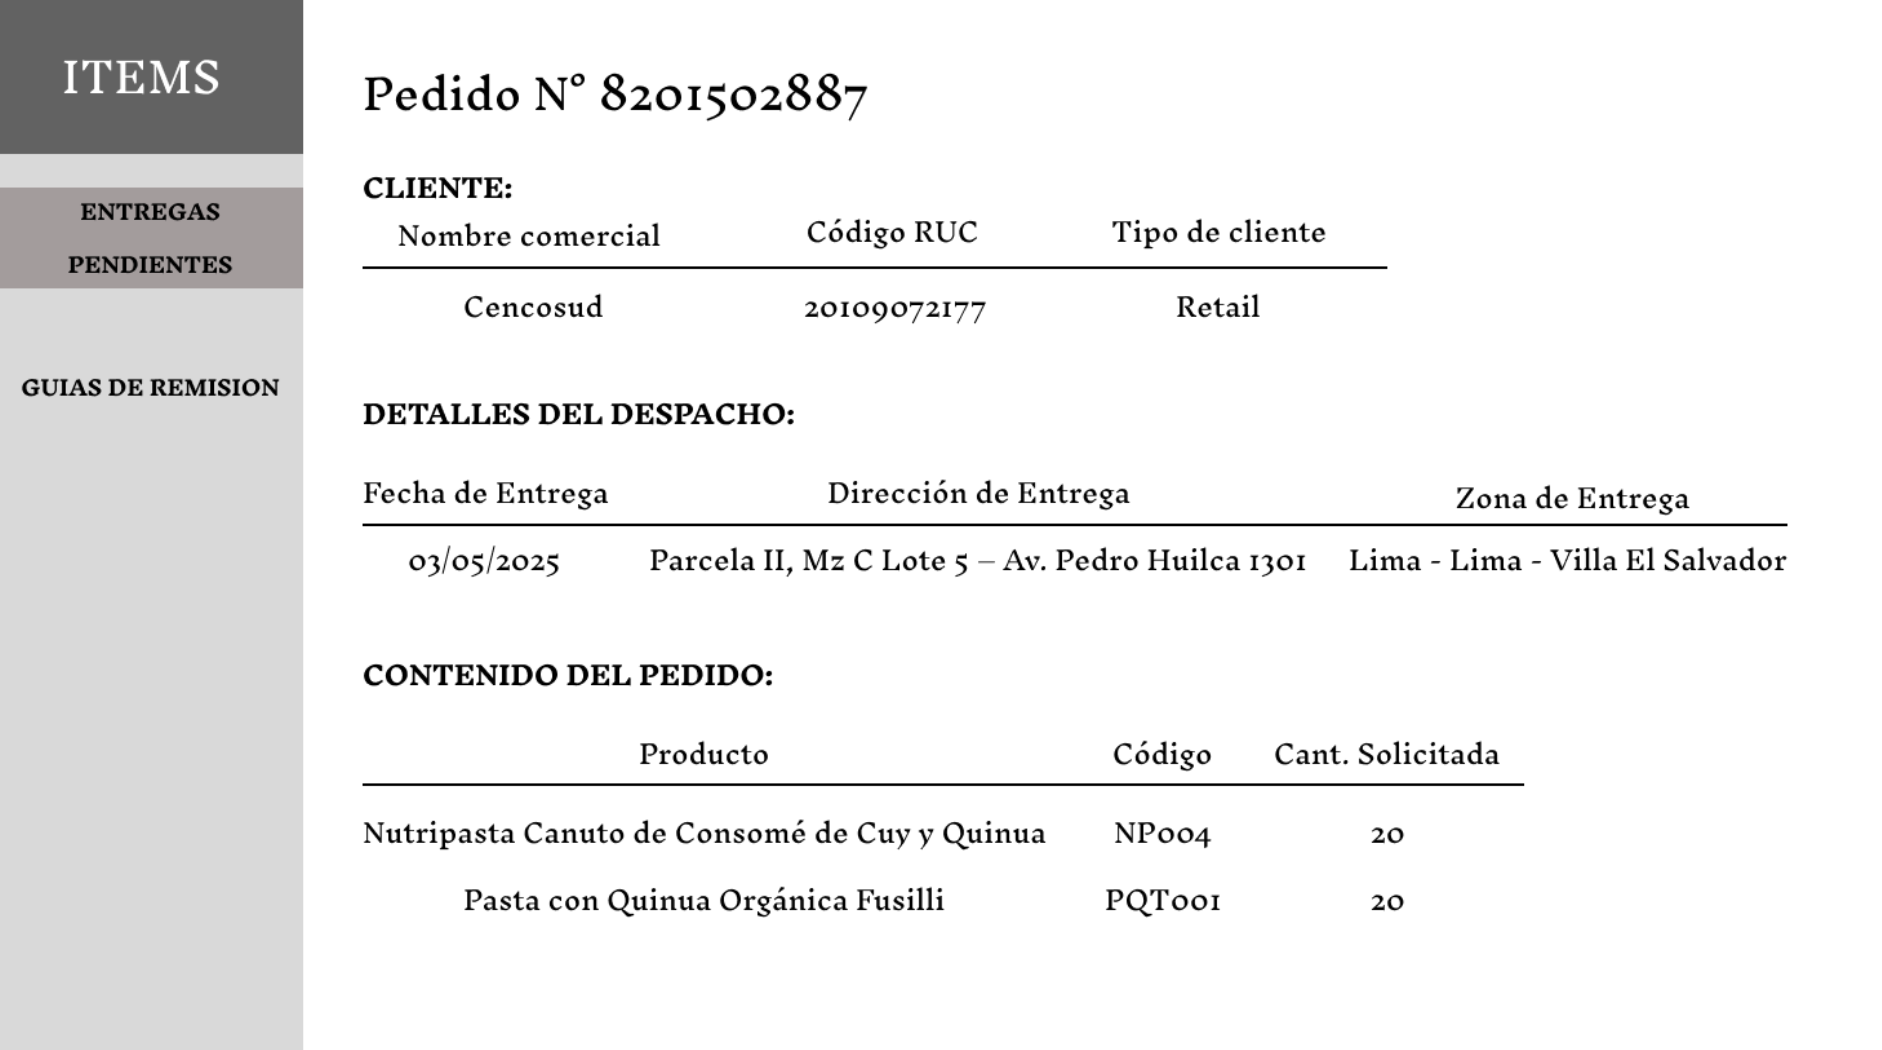 ITEMS
ENTREGAS
PENDIENTES
GUIAS DE REMISION
Pedido N° 8201502887
CLIENTE:
Nombre comercial Código RUC Tipo de cliente
Cencosud 20109072177 Retail
DETALLES DEL DESPACHO:
Fecha de Entrega Dirección de Entrega Zona de Entrega
03/05/2025 Parcela II, Mz C Lote 5 – Av. Pedro Huilca 1301 Lima - Lima - Villa El Salvador
CONTENIDO DEL PEDIDO:
Producto Código Cant. Solicitada
Nutripasta Canuto de Consomé de Cuy y Quinua NP004 20
Pasta con Quinua Orgánica Fusilli PQT001 20